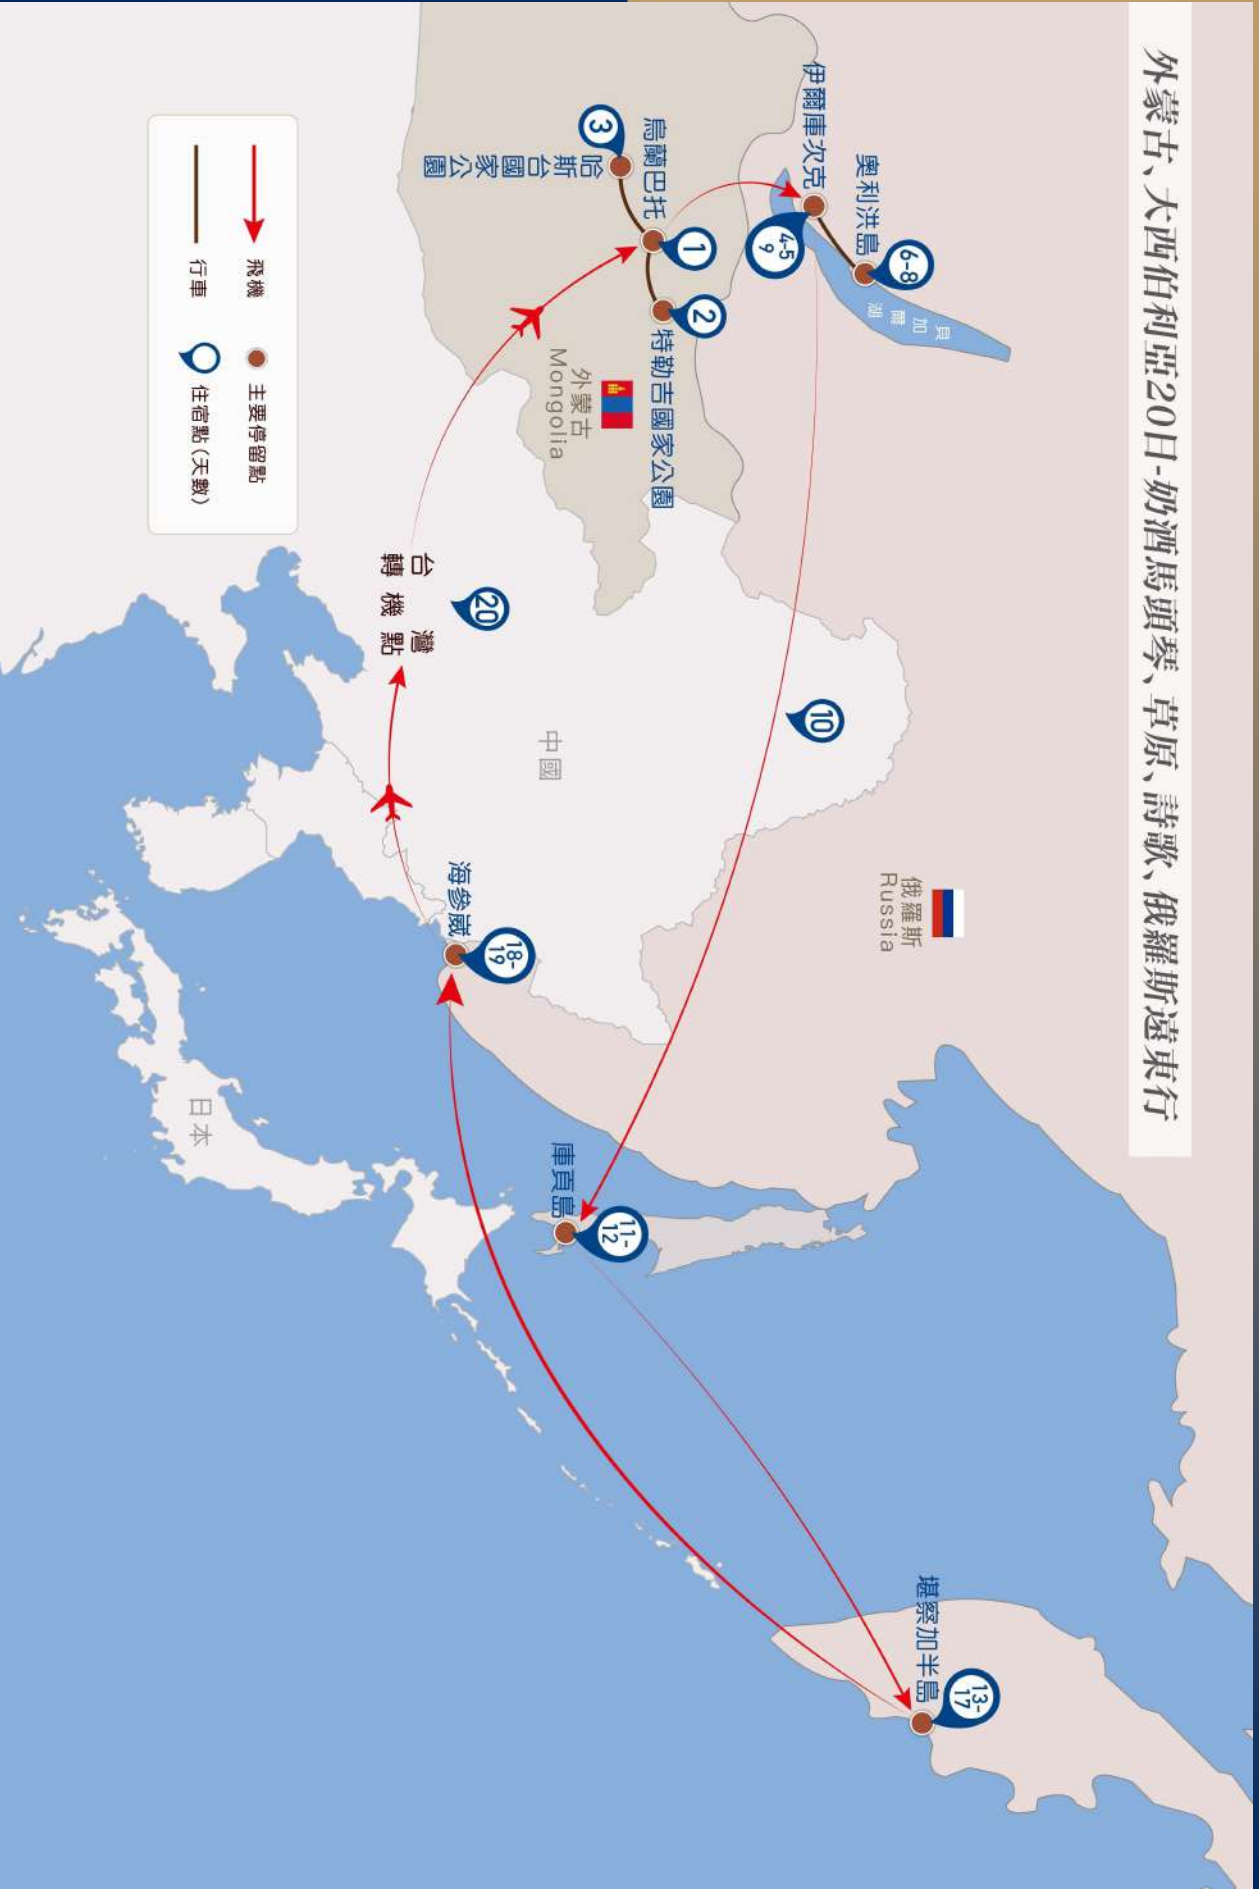 外蒙古、大西伯利亞20日-奶酒馬頭琴、草原、詩歌、俄羅斯遠東行
伊爾庫次克
4-5
9
奧利洪島
6-8
貝加爾湖
烏蘭巴托
1
哈斯台國家公園
3
特勒吉國家公園
2
外蒙古
Mongolia
俄羅斯
Russia
10
中國
20
台灣
轉機點
海參崴
18-
19
庫頁島
11-
12
堪察加半島
13-
17
日本
飛機
主要停留點
行車
住宿點(天數)